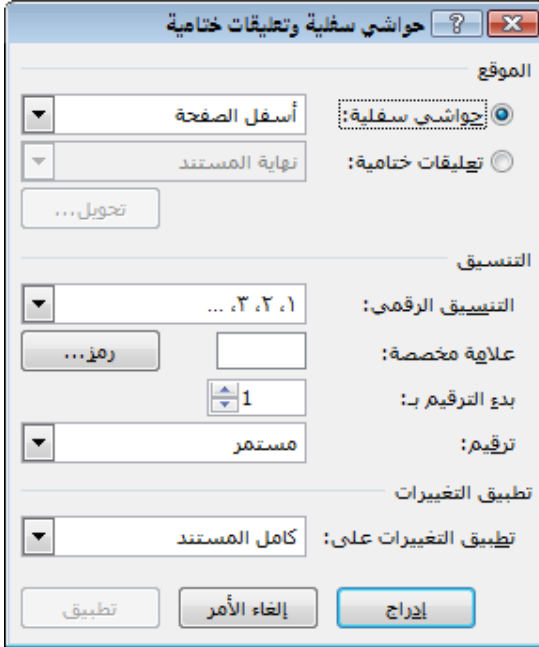 حواشي سفلية وتعليقات ختامية
الموقع
حواشي سفلية: أسفل الصفحة
تعليقات ختامية: نهاية المستند
تحويل...
التنسيق
التنسيق الرقمي: ١، ٢، ٣، ...
علامة مخصصة: رمز...
بدء الترقيم بـ: 1
ترقيم: مستمر
تطبيق التغييرات
تطبيق التغييرات على: كامل المستند
إدراج إلغاء الأمر تطبيق